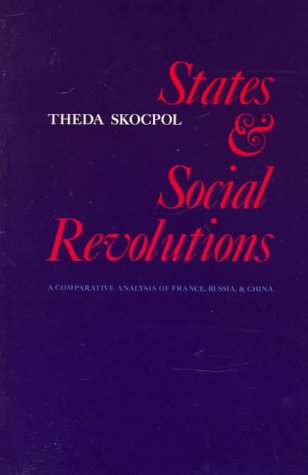 States
THEDA SKOCPOL
&
Social
Revolutions
A COMPARATIVE ANALYSIS OF FRANCE, RUSSIA, & CHINA